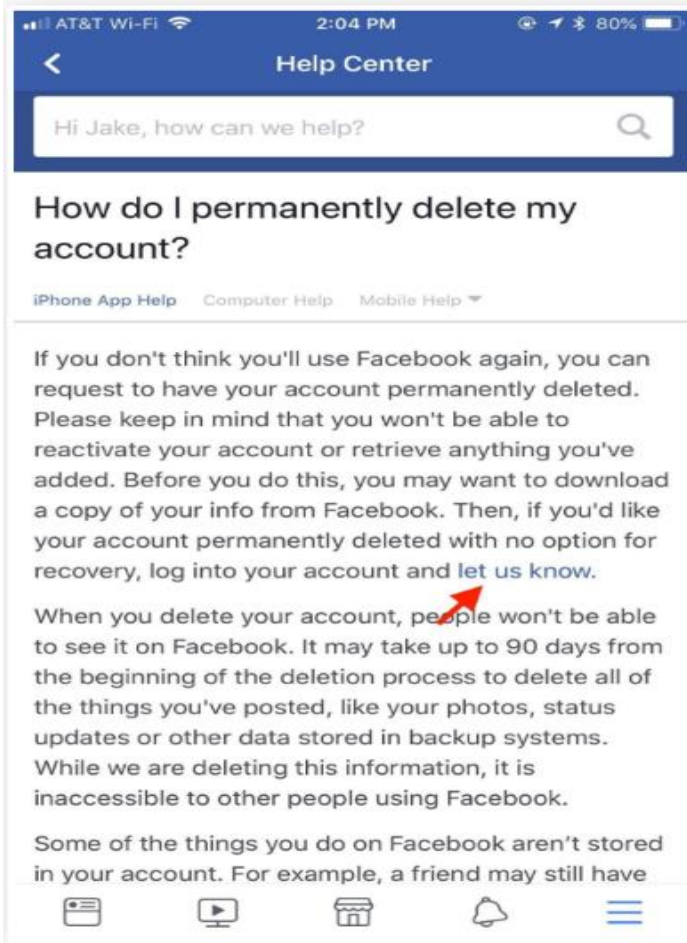 AT&T Wi-Fi 2:04 PM 80%
Help Center
Hi Jake, how can we help?
How do I permanently delete my
account?
iPhone App Help Computer Help Mobile Help
If you don't think you'll use Facebook again, you can
request to have your account permanently deleted.
Please keep in mind that you won't be able to
reactivate your account or retrieve anything you've
added. Before you do this, you may want to download
a copy of your info from Facebook. Then, if you'd like
your account permanently deleted with no option for
recovery, log into your account and let us know.
When you delete your account, people won't be able
to see it on Facebook. It may take up to 90 days from
the beginning of the deletion process to delete all of
the things you've posted, like your photos, status
updates or other data stored in backup systems.
While we are deleting this information, it is
inaccessible to other people using Facebook.
Some of the things you do on Facebook aren't stored
in your account. For example, a friend may still have